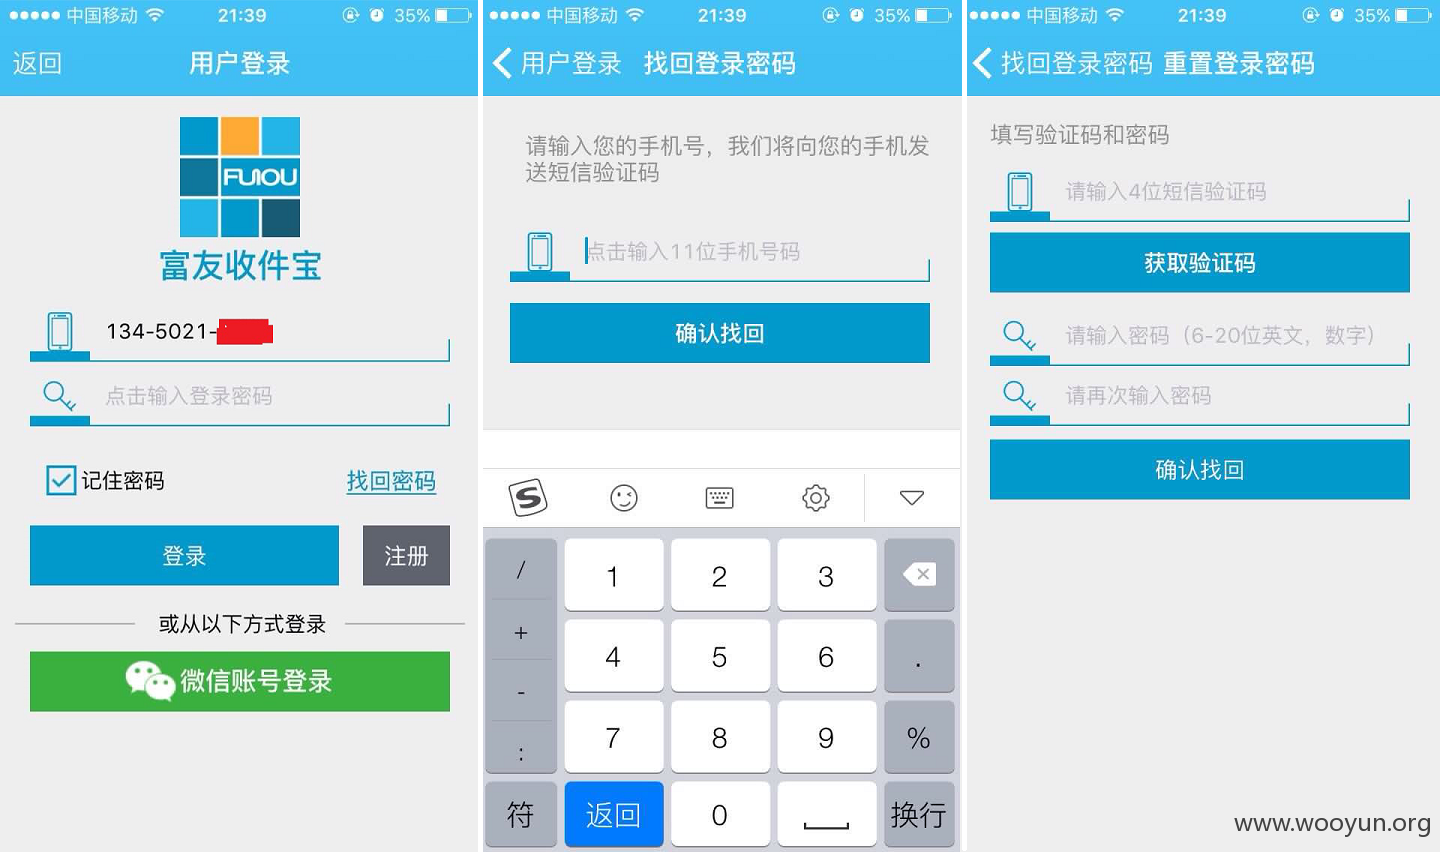 中国移动 21:39 35%
返回 用户登录
FUIOU
富友收件宝
134-5021-
点击输入登录密码
记住密码 找回密码
登录 注册
或从以下方式登录
微信账号登录
中国移动 21:39 35%
用户登录 找回登录密码
请输入您的手机号，我们将向您的手机发
送短信验证码
点击输入11位手机号码
确认找回
S
/ 1 2 3
+ 4 5 6 .
- 7 8 9 %
:
符 返回 0 换行
中国移动 21:39 35%
找回登录密码 重置登录密码
填写验证码和密码
请输入4位短信验证码
获取验证码
请输入密码（6-20位英文，数字）
请再次输入密码
确认找回
www.wooyun.org